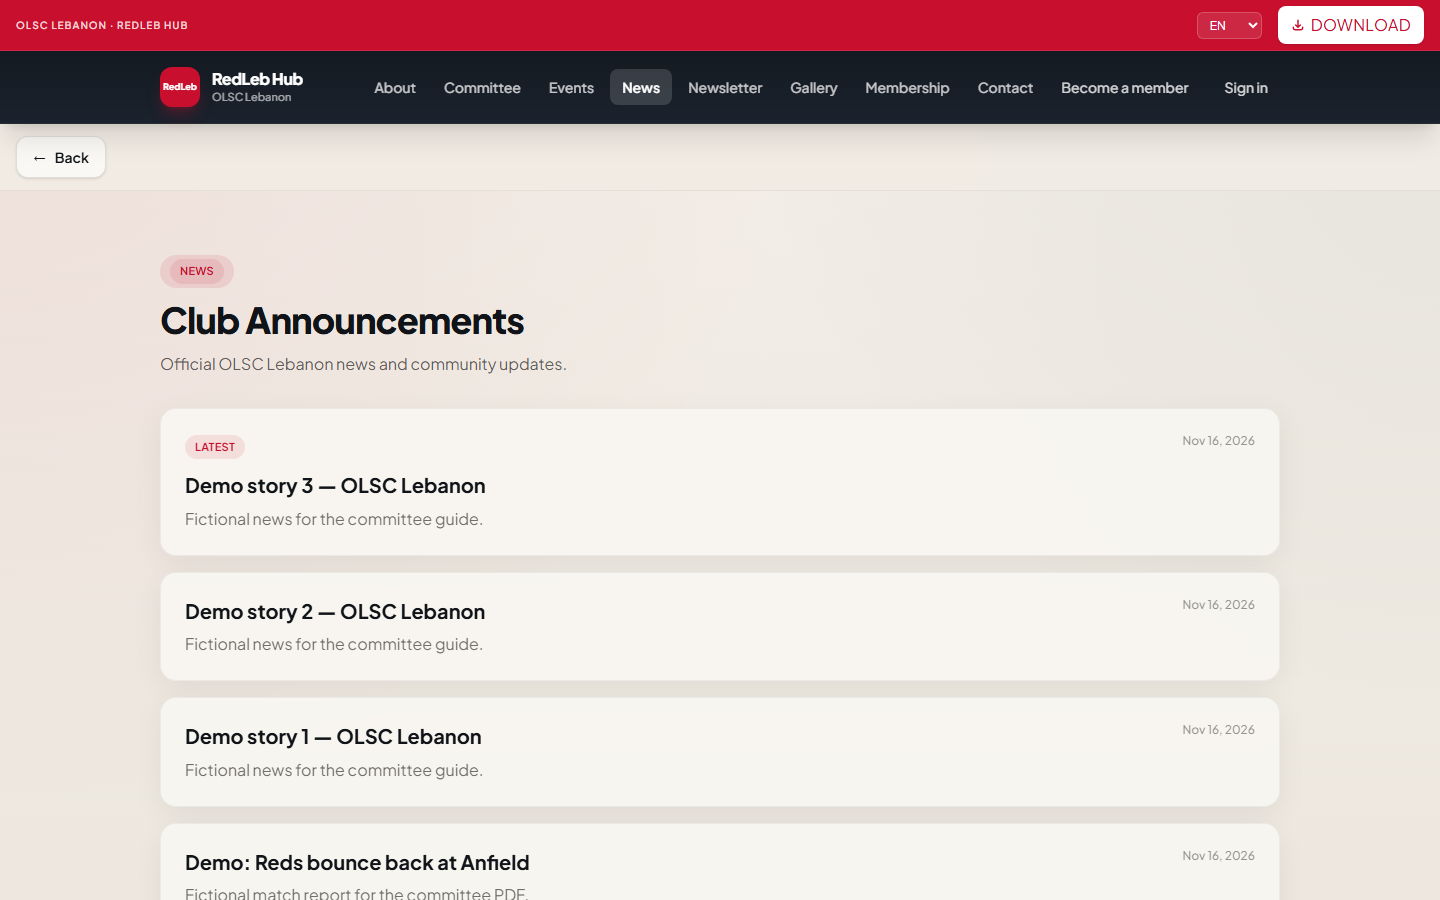 OLSC LEBANON · REDLEB HUB
EN
DOWNLOAD
RedLeb
RedLeb Hub
OLSC Lebanon
About
Committee
Events
News
Newsletter
Gallery
Membership
Contact
Become a member
Sign in
← Back
NEWS
Club Announcements
Official OLSC Lebanon news and community updates.
LATEST
Nov 16, 2026
Demo story 3 — OLSC Lebanon
Fictional news for the committee guide.
Demo story 2 — OLSC Lebanon
Nov 16, 2026
Fictional news for the committee guide.
Demo story 1 — OLSC Lebanon
Nov 16, 2026
Fictional news for the committee guide.
Demo: Reds bounce back at Anfield
Nov 16, 2026
Fictional match report for the committee PDF.